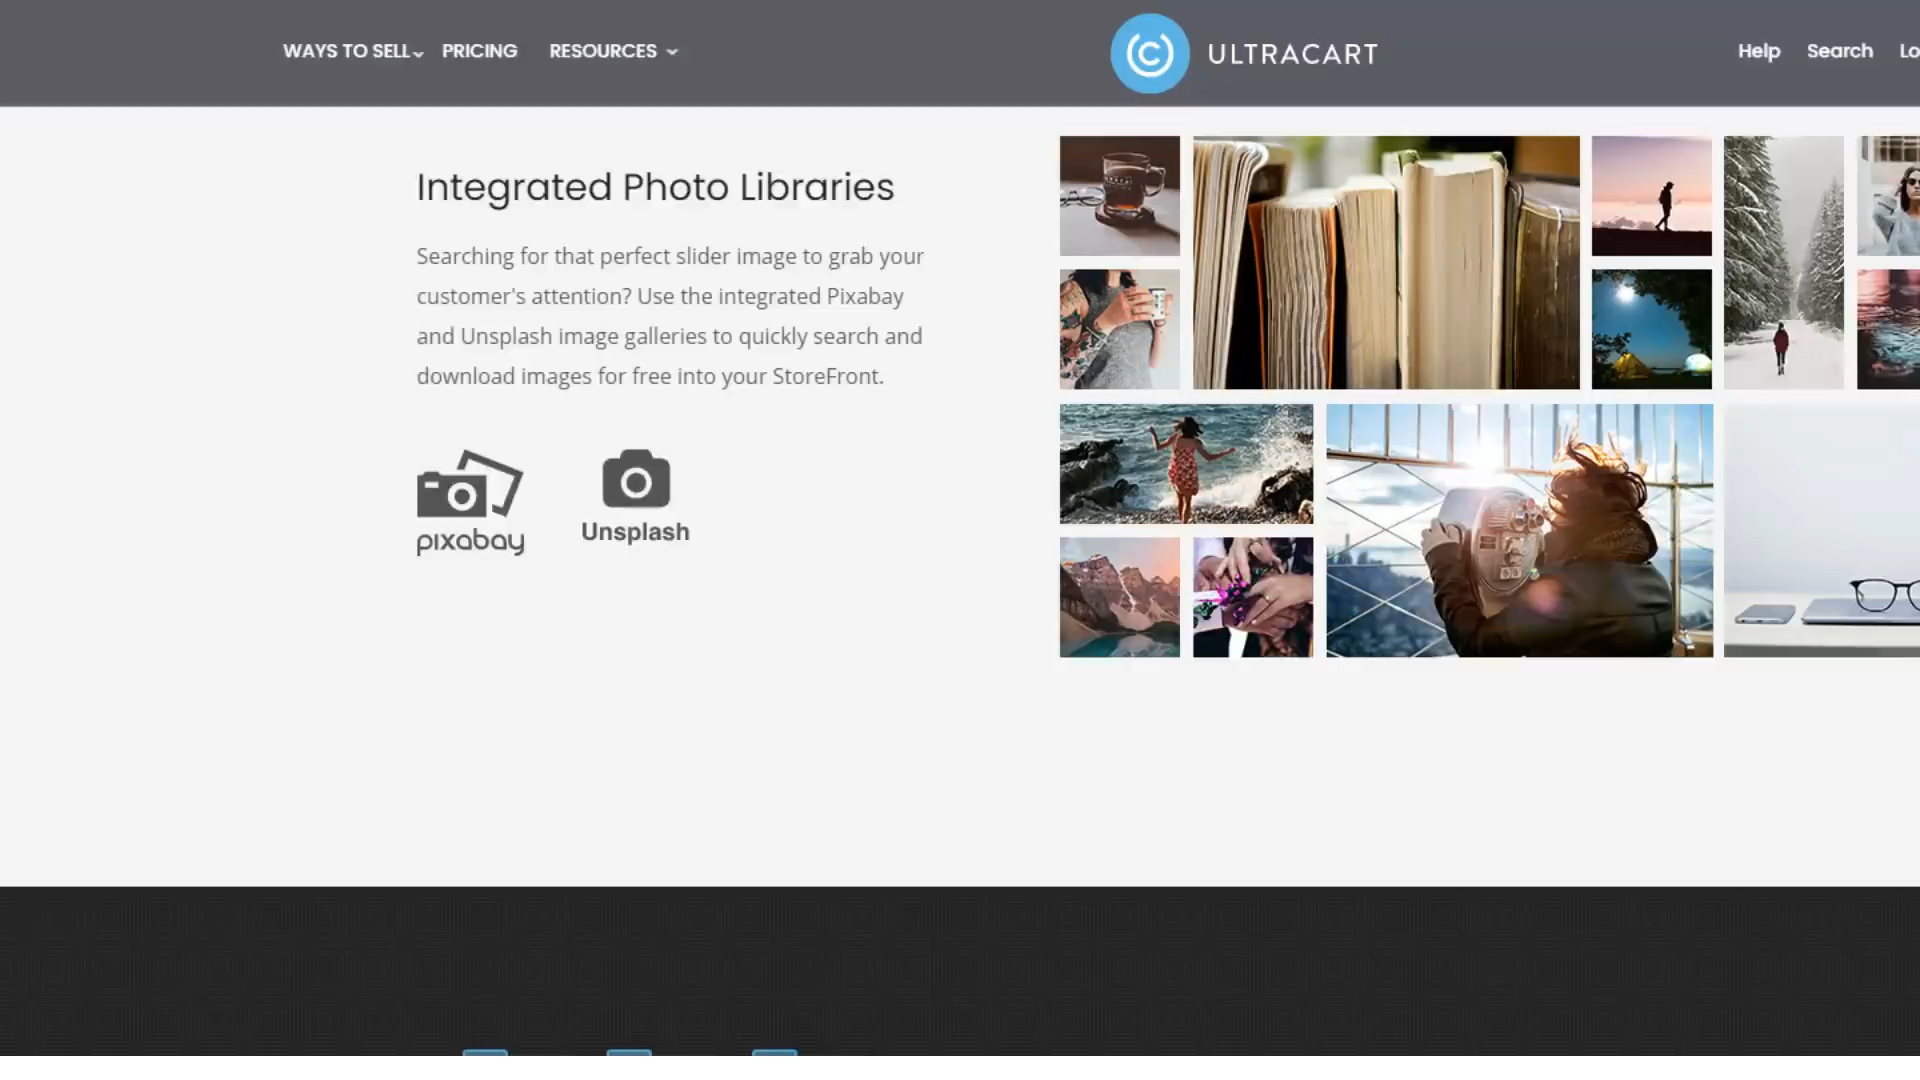 WAYS TO SELL PRICING RESOURCES ULTRACART Help Search Lo
Integrated Photo Libraries
Searching for that perfect slider image to grab your
customer's attention? Use the integrated Pixabay
and Unsplash image galleries to quickly search and
download images for free into your StoreFront.
pixabay Unsplash